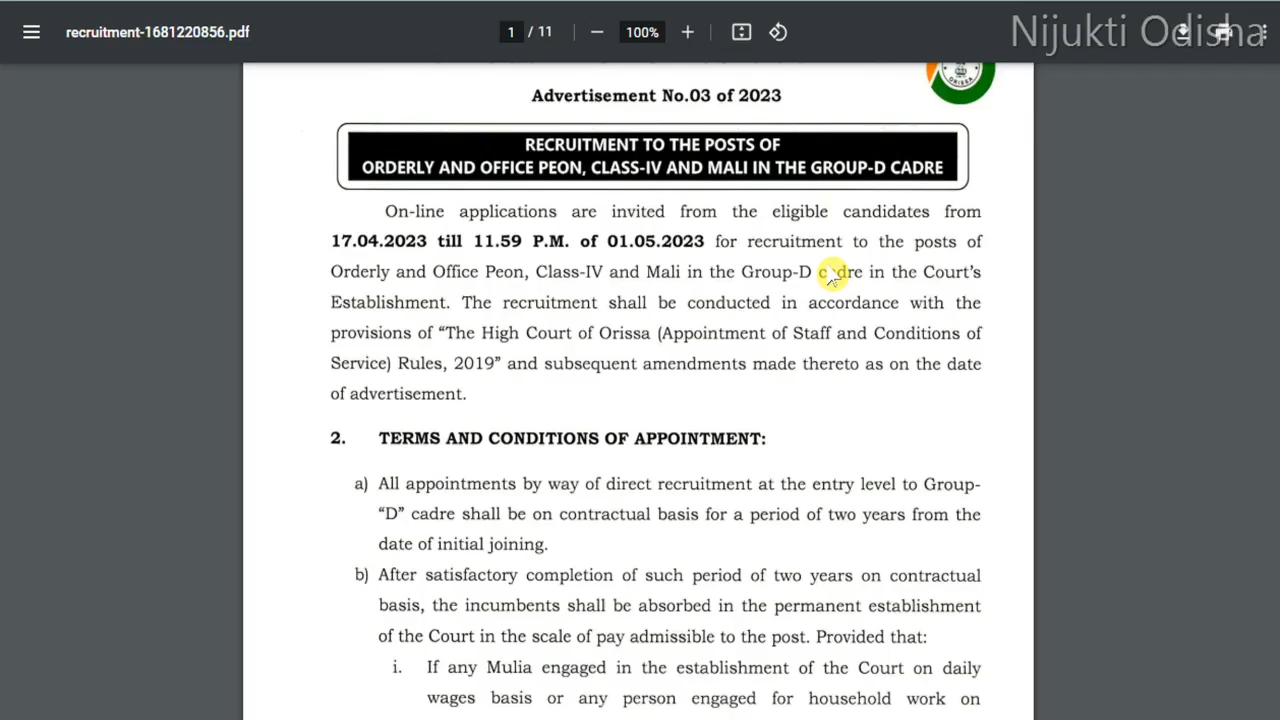 recruitment-1681220856.pdf
1 / 11
100%
Nijukti Odisha
ORISSA
Advertisement No.03 of 2023
RECRUITMENT TO THE POSTS OF
ORDERLY AND OFFICE PEON, CLASS-IV AND MALI IN THE GROUP-D CADRE
On-line applications are invited from the eligible candidates from
17.04.2023 till 11.59 P.M. of 01.05.2023 for recruitment to the posts of
Orderly and Office Peon, Class-IV and Mali in the Group-D cadre in the Court's
Establishment. The recruitment shall be conducted in accordance with the
provisions of “The High Court of Orissa (Appointment of Staff and Conditions of
Service) Rules, 2019” and subsequent amendments made thereto as on the date
of advertisement.
2. TERMS AND CONDITIONS OF APPOINTMENT:
a) All appointments by way of direct recruitment at the entry level to Group-
“D” cadre shall be on contractual basis for a period of two years from the
date of initial joining.
b) After satisfactory completion of such period of two years on contractual
basis, the incumbents shall be absorbed in the permanent establishment
of the Court in the scale of pay admissible to the post. Provided that:
i. If any Mulia engaged in the establishment of the Court on daily
wages basis or any person engaged for household work on